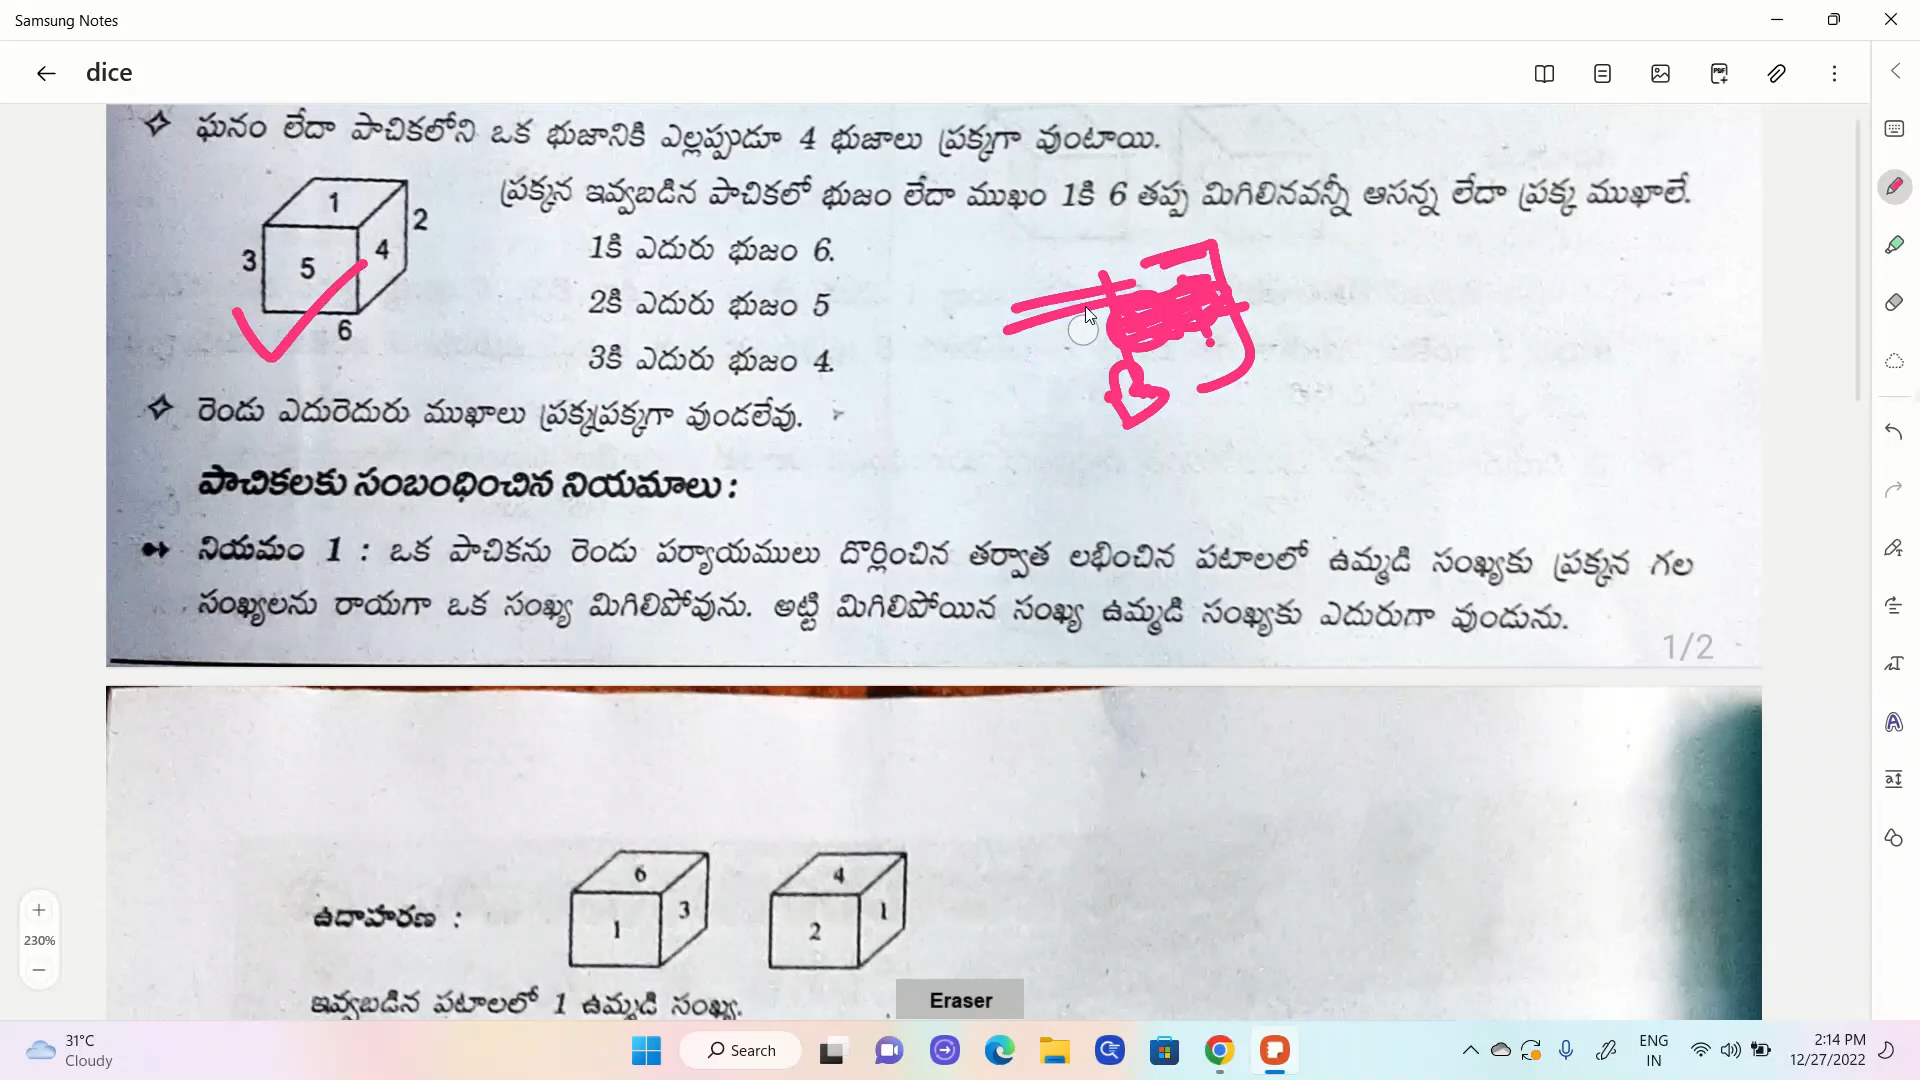 Samsung Notes
dice
ఘనం లేదా పాచికలోని ఒక భుజానికి ఎల్లప్పుడూ 4 భుజాలు ప్రక్కగా వుంటాయి.
ప్రక్కన ఇవ్వబడిన పాచికలో భుజం లేదా ముఖం 1కి 6 తప్ప మిగిలినవన్నీ ఆసన్న లేదా ప్రక్క ముఖాలే.
1
2
3
4
5
6
1కి ఎదురు భుజం 6.
2కి ఎదురు భుజం 5
3కి ఎదురు భుజం 4.
రెండు ఎదురెదురు ముఖాలు ప్రక్కప్రక్కగా వుండలేవు.
పాచికలకు సంబంధించిన నియమాలు :
నియమం 1 : ఒక పాచికను రెండు పర్యాయములు దొర్లించిన తర్వాత లభించిన పటాలలో ఉమ్మడి సంఖ్యకు ప్రక్కన గల
సంఖ్యలను రాయగా ఒక సంఖ్య మిగిలిపోవును. అట్టి మిగిలిపోయిన సంఖ్య ఉమ్మడి సంఖ్యకు ఎదురుగా వుండును.
1/2
ఉదాహరణ :
6
3
1
4
1
2
ఇవ్వబడిన పటాలలో 1 ఉమ్మడి సంఖ్య.
Eraser
230%
31°C
Cloudy
Search
ENG
IN
2:14 PM
12/27/2022